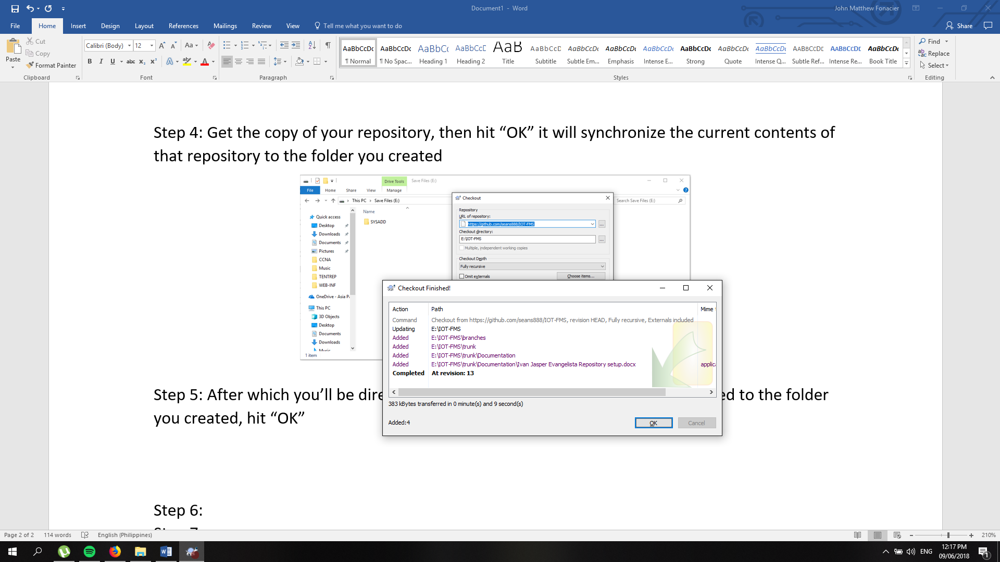 Document1 - Word
John Matthew Fonacier
File Home Insert Design Layout References Mailings Review View Tell me what you want to do
Share
Paste
Cut
Copy
Format Painter
Clipboard
Calibri (Body) 12
Aa
B I U abc X₂ X² A ab A
Font
Paragraph
AaBbCcDc AaBbCcDc AaBbC( AaBbCcD AaB AaBbCcD AaBbCcDc AaBbCcDc AaBbCcDc AaBbCcDc AaBbCcDc AaBbCcDc AABBCCDE AABBCCDE AaBbCcDc
¶ Normal ¶ No Spac... Heading 1 Heading 2 Title Subtitle Subtle Em... Emphasis Intense E... Strong Quote Intense Q... Subtle Ref... Intense Re... Book Title
Styles
Find
Replace
Select
Editing
Step 4: Get the copy of your repository, then hit “OK” it will synchronize the current contents of
that repository to the folder you created
Drive Tools Save Files (E:)
File Home Share View Manage
This PC > Save Files (E:)
Search Save Files (E:)
Name
SYSADD
Quick access
Desktop
Downloads
Documents
Pictures
CCNA
Music
TENTREP
WEB-INF
OneDrive - Asia Pa
This PC
3D Objects
Desktop
Documents
Downloads
Music
1 item
Checkout
Repository
URL of repository:
https://github.com/seans888/IOT-FMS
...
Checkout directory:
E:\IOT-FMS
...
Multiple, independent working copies
Checkout Depth
Fully recursive
Omit externals
Choose items...
Checkout Finished!
Action Path Mime
Command Checkout from https://github.com/seans888/IOT-FMS, revision HEAD, Fully recursive, Externals included
Updating E:\IOT-FMS
Added E:\IOT-FMS\branches
Added E:\IOT-FMS\trunk
Added E:\IOT-FMS\trunk\Documentation
Added E:\IOT-FMS\trunk\Documentation\Ivan Jasper Evangelista Repository setup.docx applica
Completed At revision: 13
383 kBytes transferred in 0 minute(s) and 9 second(s)
Added:4
OK
Cancel
Step 5: After which you’ll be dire ed to the folder
you created, hit “OK”
Step 6:
Step 7
Page 2 of 2 114 words English (Philippines)
210%
ENG
12:17 PM
09/06/2018
1